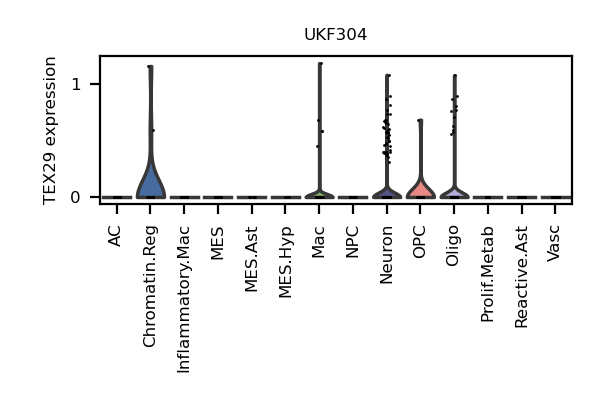 UKF304
TEX29 expression
1
0
AC
Chromatin.Reg
Inflammatory.Mac
MES
MES.Ast
MES.Hyp
Mac
NPC
Neuron
OPC
Oligo
Prolif.Metab
Reactive.Ast
Vasc